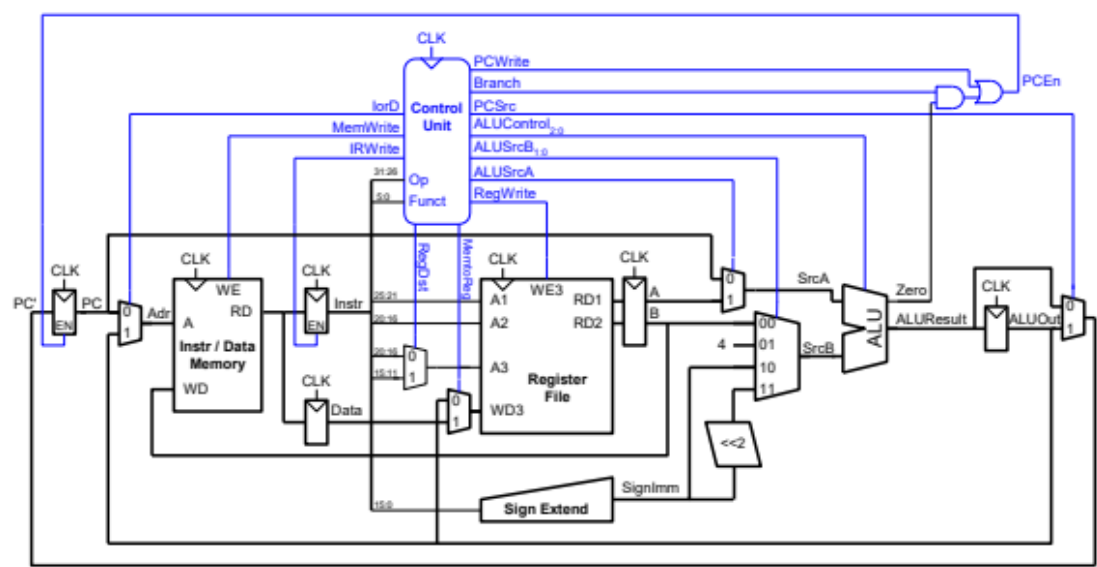 CLK
PCWrite
Branch
PCEn
IorD
Control
Unit
PCSrc
MemWrite
ALUControl2:0
IRWrite
ALUSrcB1:0
31:26
Op
ALUSrcA
5:0
Funct
RegWrite
RegDst
MemtoReg
CLK
CLK
CLK
CLK
CLK
PC'
PC
EN
0
1
Adr
WE
A
RD
Instr / Data
Memory
WD
EN
Instr
25:21
20:16
A1
A2
WE3
RD1
RD2
A
B
0
1
SrcA
Zero
CLK
ALU
ALUResult
ALUOut
0
1
20:16
15:11
0
1
A3
00
4
01
10
11
SrcB
CLK
Data
0
1
WD3
Register
File
<<2
SignImm
15:0
Sign Extend